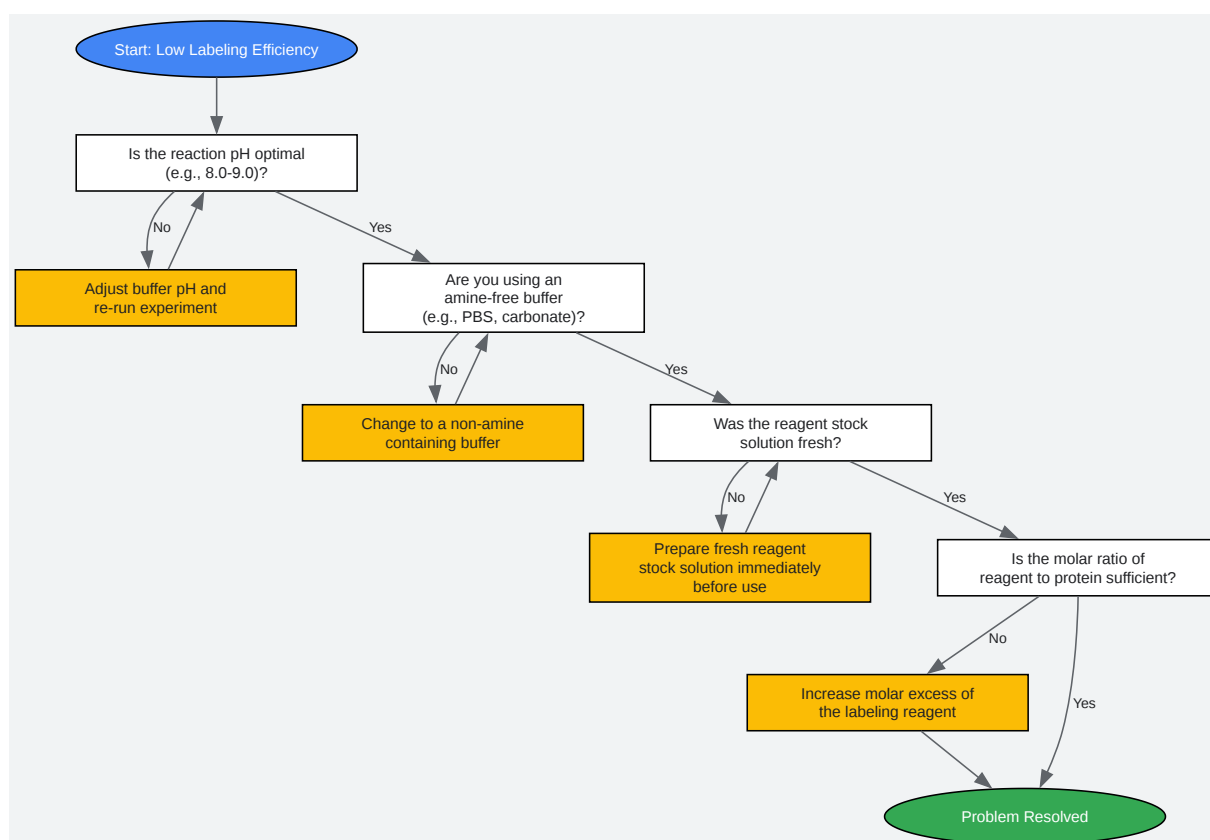 Start: Low Labeling Efficiency
Is the reaction pH optimal
(e.g., 8.0-9.0)?
No
Yes
Adjust buffer pH and
re-run experiment
Are you using an
amine-free buffer
(e.g., PBS, carbonate)?
No
Yes
Change to a non-amine
containing buffer
Was the reagent stock
solution fresh?
No
Yes
Prepare fresh reagent
stock solution immediately
before use
Is the molar ratio of
reagent to protein sufficient?
No
Yes
Increase molar excess of
the labeling reagent
Problem Resolved